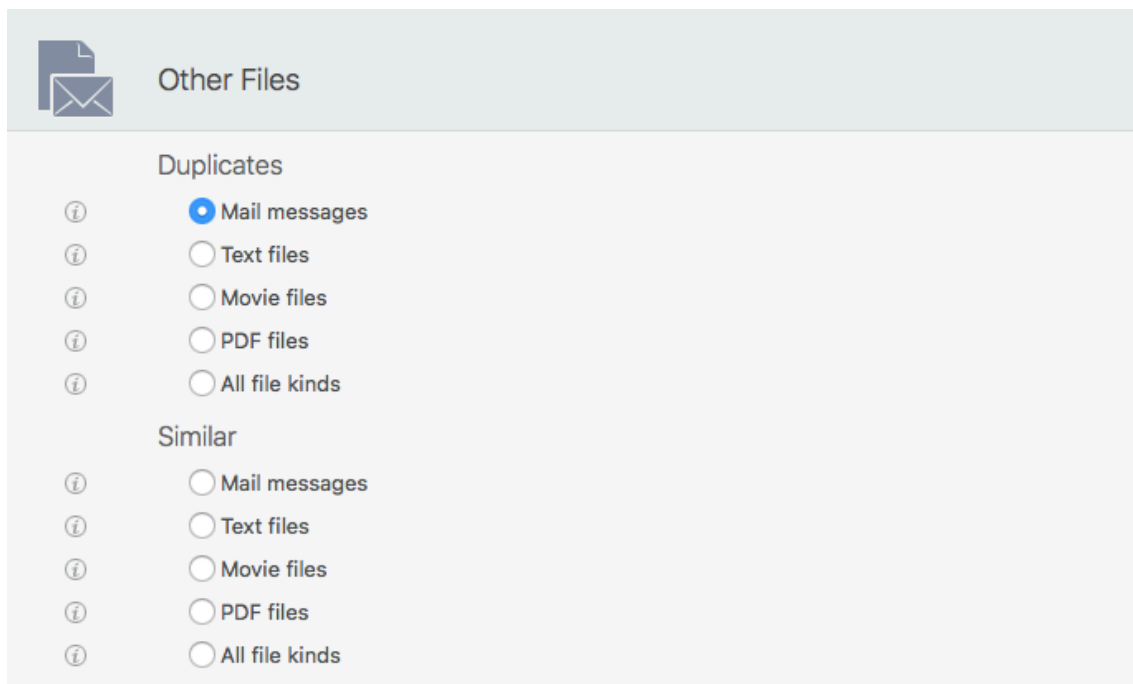 Other Files
Duplicates
Mail messages
Text files
Movie files
PDF files
All file kinds
Similar
Mail messages
Text files
Movie files
PDF files
All file kinds